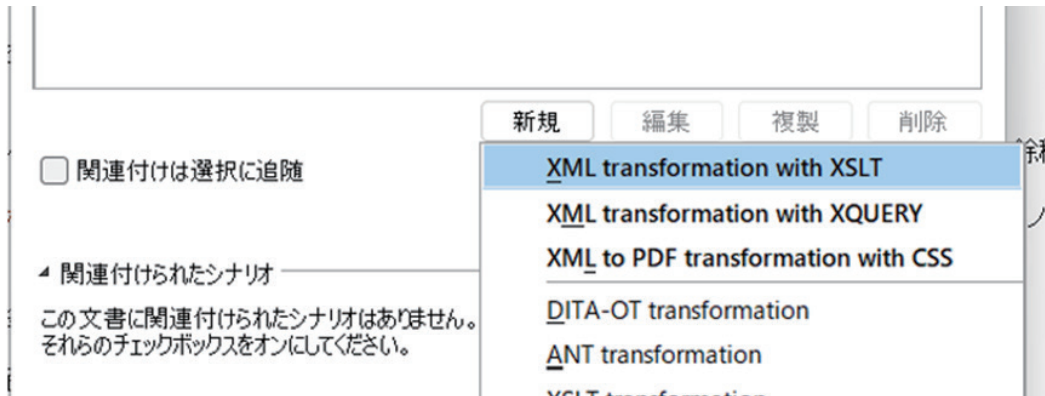 新規 編集 複製 削除
関連付けは選択に追随
XML transformation with XSLT
XML transformation with XQUERY
XML to PDF transformation with CSS
関連付けられたシナリオ
この文書に関連付けられたシナリオはありません。
それらのチェックボックスをオンにしてください。
DITA-OT transformation
ANT transformation
XSLT transformation